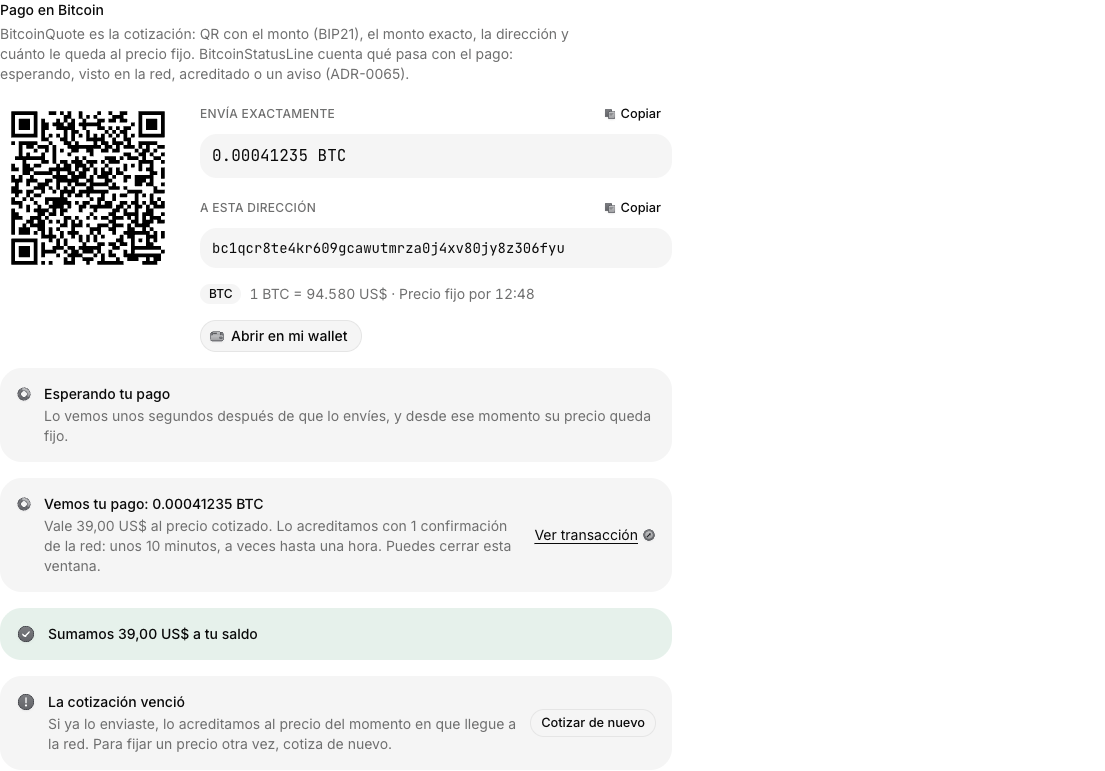 Pago en Bitcoin
BitcoinQuote es la cotización: QR con el monto (BIP21), el monto exacto, la dirección y
cuánto le queda al precio fijo. BitcoinStatusLine cuenta qué pasa con el pago:
esperando, visto en la red, acreditado o un aviso (ADR-0065).
ENVÍA EXACTAMENTE
Copiar
0.00041235 BTC
A ESTA DIRECCIÓN
Copiar
bc1qcr8te4kr609gcawutmrza0j4xv80jy8z306fyu
BTC 1 BTC = 94.580 US$ · Precio fijo por 12:48
Abrir en mi wallet
Esperando tu pago
Lo vemos unos segundos después de que lo envíes, y desde ese momento su precio queda
fijo.
Vemos tu pago: 0.00041235 BTC
Vale 39,00 US$ al precio cotizado. Lo acreditamos con 1 confirmación
de la red: unos 10 minutos, a veces hasta una hora. Puedes cerrar esta
ventana.
Ver transacción
Sumamos 39,00 US$ a tu saldo
La cotización venció
Si ya lo enviaste, lo acreditamos al precio del momento en que llegue a
la red. Para fijar un precio otra vez, cotiza de nuevo.
Cotizar de nuevo